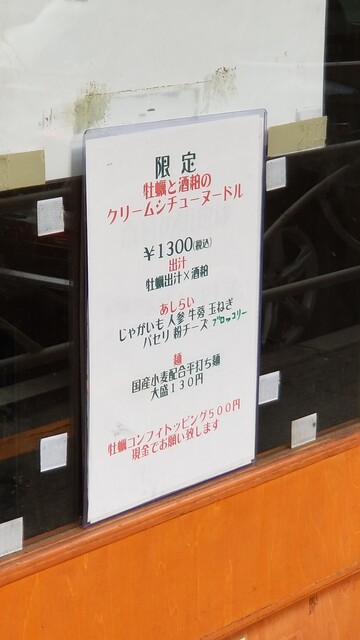 限定
牡蠣と酒粕の
クリームシチューヌードル
￥1300(税込)
出汁
牡蠣出汁×酒粕
あしらい
じゃがいも 人参 牛蒡 玉ねぎ
パセリ 粉チーズ ブロッコリー
麺
国産小麦配合平打ち麺
大盛130円
牡蠣コンフィトッピング500円
現金でお願い致します